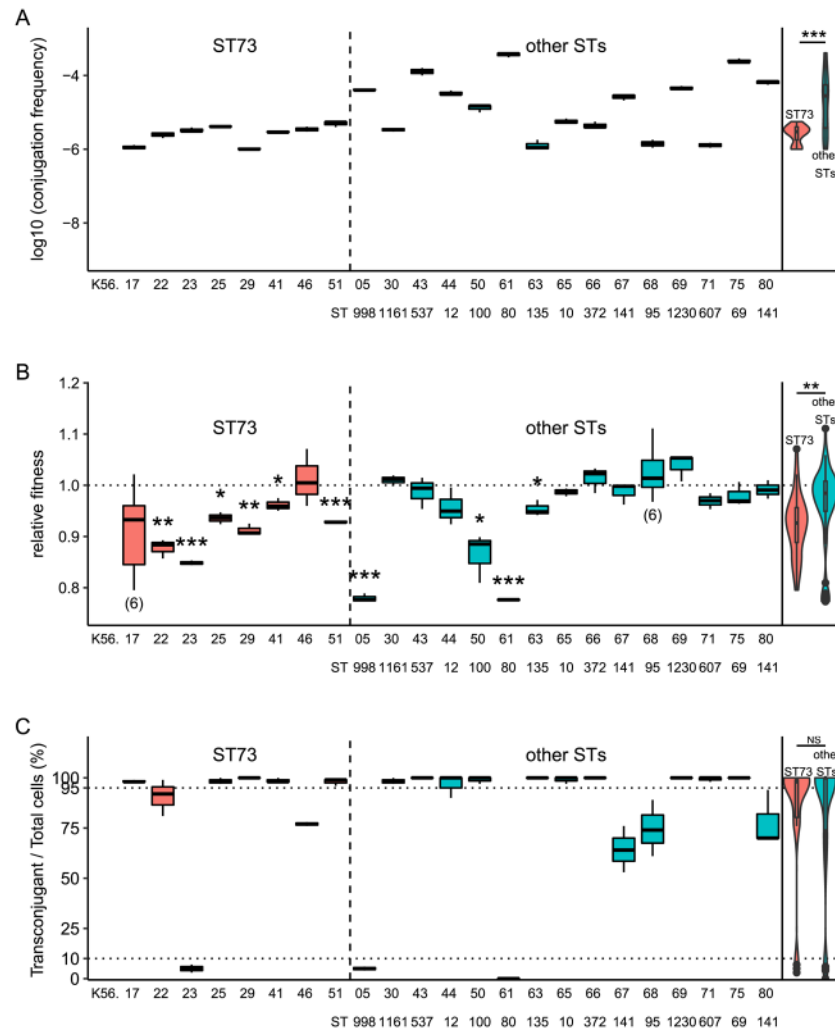 A
ST73
other STs
***
ST73
other
STs
log10 (conjugation frequency)
−4
−6
−8
K56. 17 22 23 25 29 41 46 51 05 30 43 44 50 61 63 65 66 67 68 69 71 75 80
ST 998 1161 537 12 100 80 135 10 372 141 95 1230 607 69 141
B
ST73
other STs
**
other
STs
ST73
relative fitness
1.2
1.1
1.0
0.9
0.8
** *** * ** * *** *** * *** *
(6) (6)
K56. 17 22 23 25 29 41 46 51 05 30 43 44 50 61 63 65 66 67 68 69 71 75 80
ST 998 1161 537 12 100 80 135 10 372 141 95 1230 607 69 141
C
ST73
other STs
NS
other
ST73 STs
Transconjugant / Total cells (%)
100
95
75
50
25
10
0
K56. 17 22 23 25 29 41 46 51 05 30 43 44 50 61 63 65 66 67 68 69 71 75 80
ST 998 1161 537 12 100 80 135 10 372 141 95 1230 607 69 141